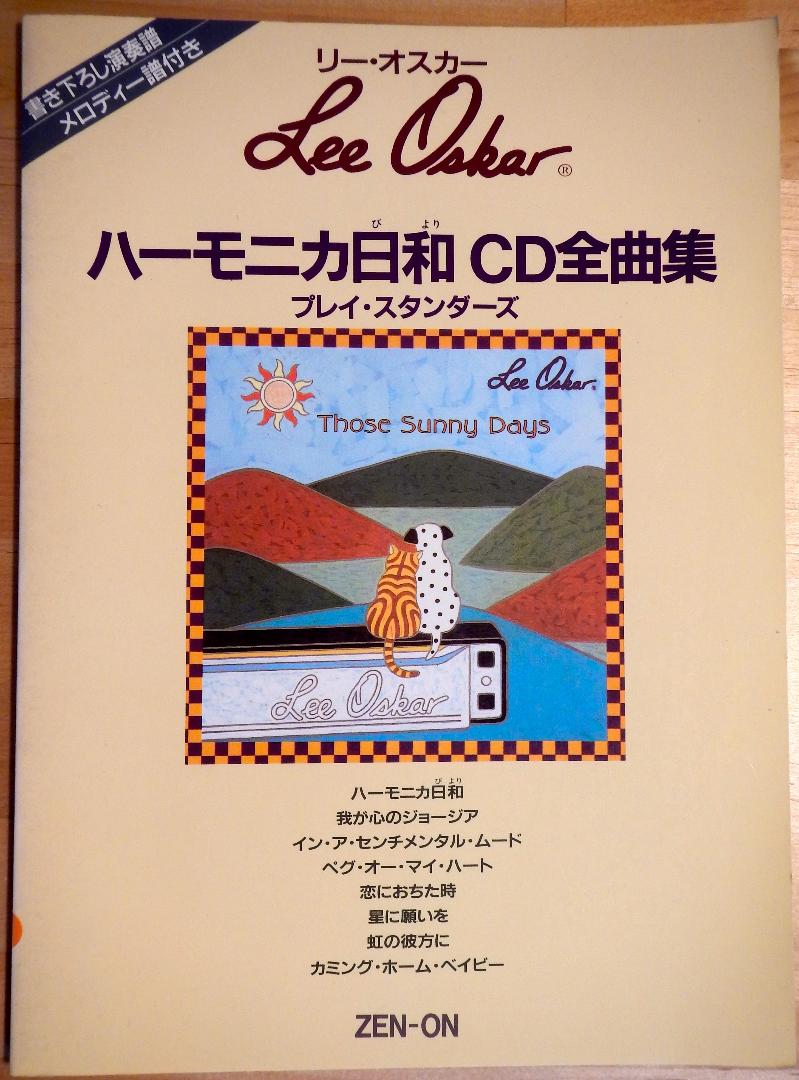 書き下ろし演奏譜
メロディー譜付き
リー・オスカー
Lee Oskar®
び より
ハーモニカ日和 CD全曲集
プレイ・スタンダーズ
Lee Oskar®
Those Sunny Days
Lee Oskar
び より
ハーモニカ日和
我が心のジョージア
イン・ア・センチメンタル・ムード
ペグ・オー・マイ・ハート
恋におちた時
星に願いを
虹の彼方に
カミング・ホーム・ベイビー
ZEN-ON